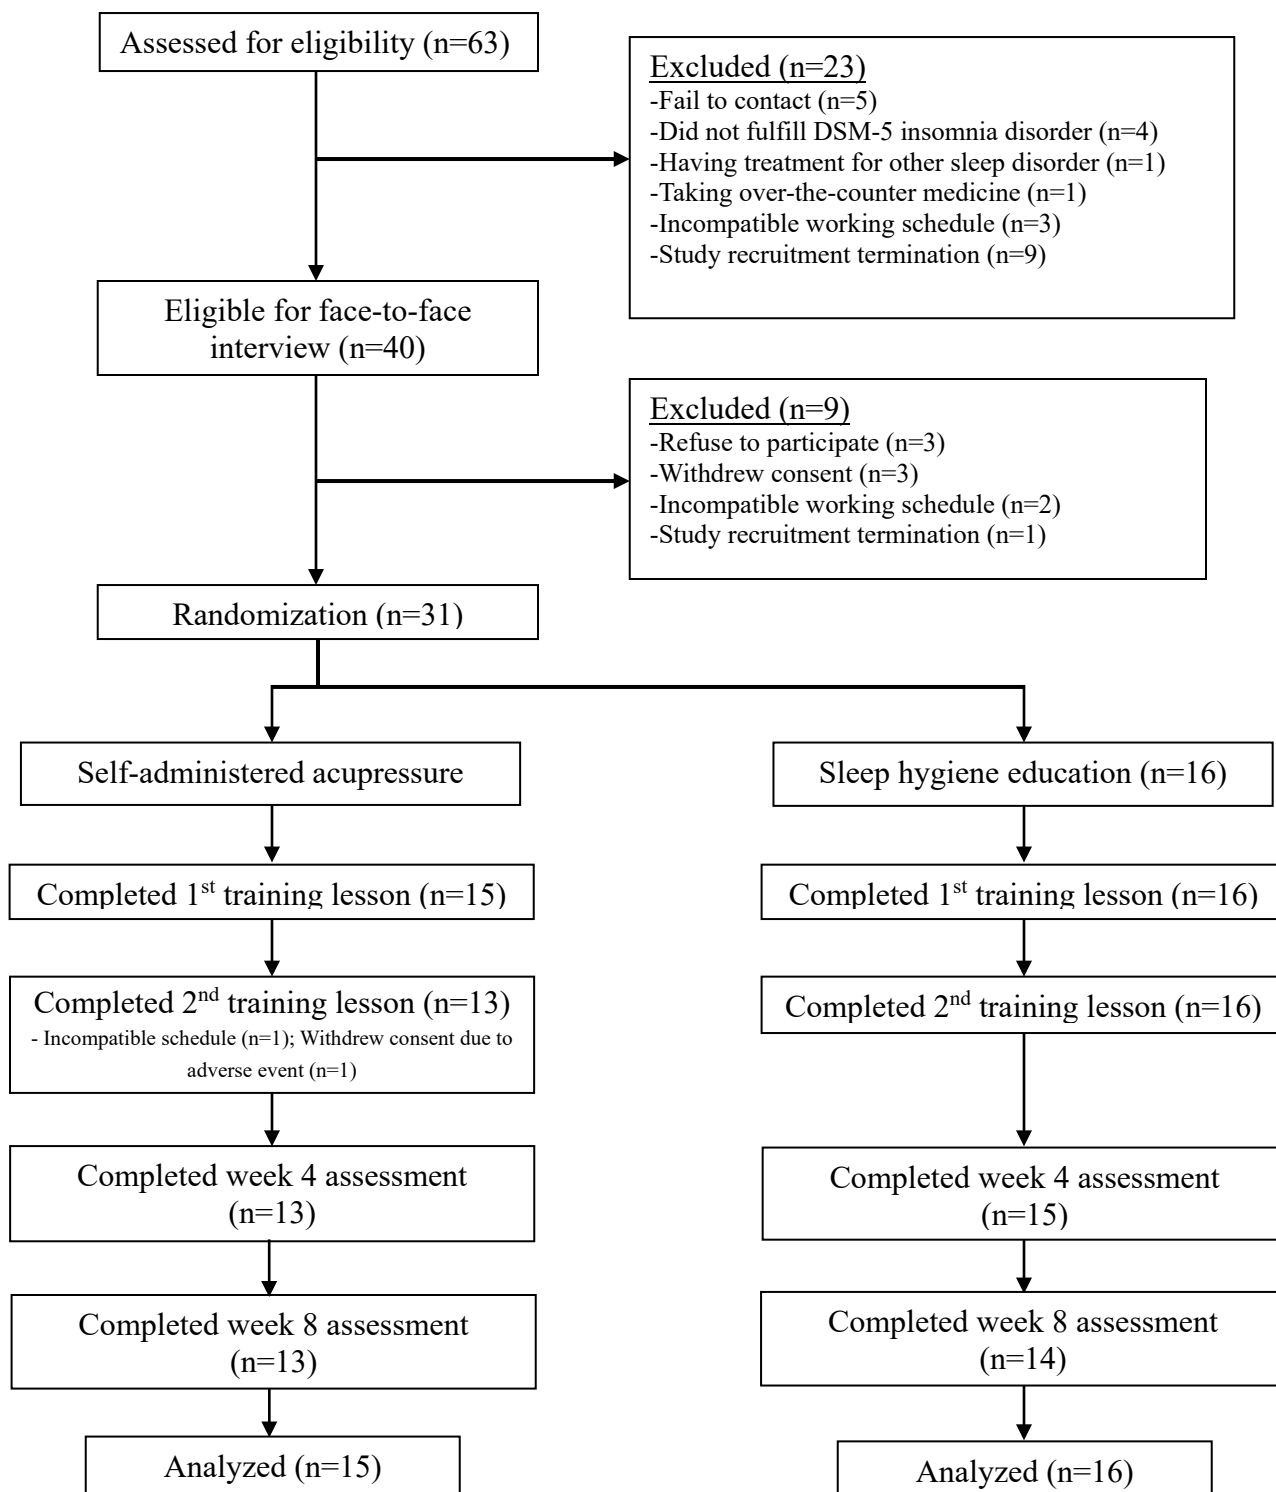 Assessed for eligibility (n=63)
Excluded (n=23)
-Fail to contact (n=5)
-Did not fulfill DSM-5 insomnia disorder (n=4)
-Having treatment for other sleep disorder (n=1)
-Taking over-the-counter medicine (n=1)
-Incompatible working schedule (n=3)
-Study recruitment termination (n=9)
Eligible for face-to-face
interview (n=40)
Excluded (n=9)
-Refuse to participate (n=3)
-Withdrew consent (n=3)
-Incompatible working schedule (n=2)
-Study recruitment termination (n=1)
Randomization (n=31)
Self-administered acupressure
Sleep hygiene education (n=16)
Completed 1st training lesson (n=15)
Completed 1st training lesson (n=16)
Completed 2nd training lesson (n=13)
- Incompatible schedule (n=1); Withdrew consent due to
adverse event (n=1)
Completed 2nd training lesson (n=16)
Completed week 4 assessment
(n=13)
Completed week 4 assessment
(n=15)
Completed week 8 assessment
(n=13)
Completed week 8 assessment
(n=14)
Analyzed (n=15)
Analyzed (n=16)